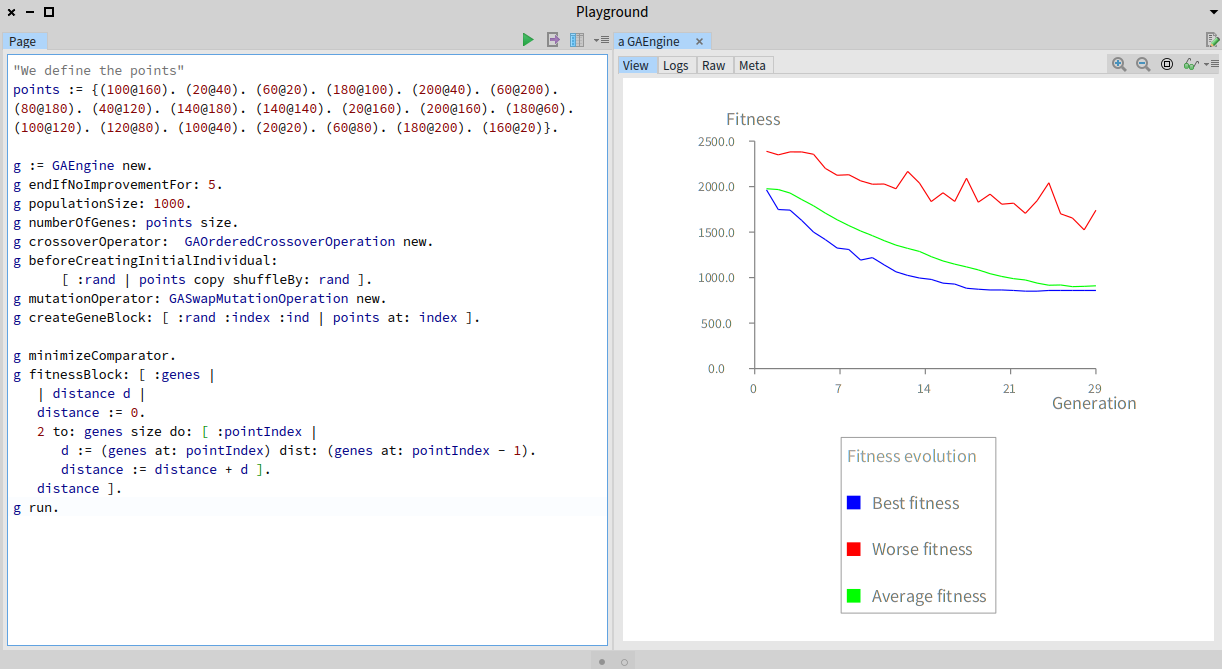 Playground
Page
"We define the points"
points := {(100@160). (20@40). (60@20). (180@100). (200@40). (60@200).
(80@180). (40@120). (140@180). (140@140). (20@160). (200@160). (180@60).
(100@120). (120@80). (100@40). (20@20). (60@80). (180@200). (160@20)}.
g := GAEngine new.
g endIfNoImprovementFor: 5.
g populationSize: 1000.
g numberOfGenes: points size.
g crossoverOperator:  GAOrderedCrossoverOperation new.
g beforeCreatingInitialIndividual:
[ :rand | points copy shuffleBy: rand ].
g mutationOperator: GASwapMutationOperation new.
g createGeneBlock: [ :rand :index :ind | points at: index ].
g minimizeComparator.
g fitnessBlock: [ :genes |
| distance d |
distance := 0.
2 to: genes size do: [ :pointIndex |
d := (genes at: pointIndex) dist: (genes at: pointIndex - 1).
distance := distance + d ].
distance ].
g run.
a GAEngine
View Logs Raw Meta
Fitness
2500.0
2000.0
1500.0
1000.0
500.0
0.0
0 7 14 21 29
Generation
Fitness evolution
Best fitness
Worse fitness
Average fitness